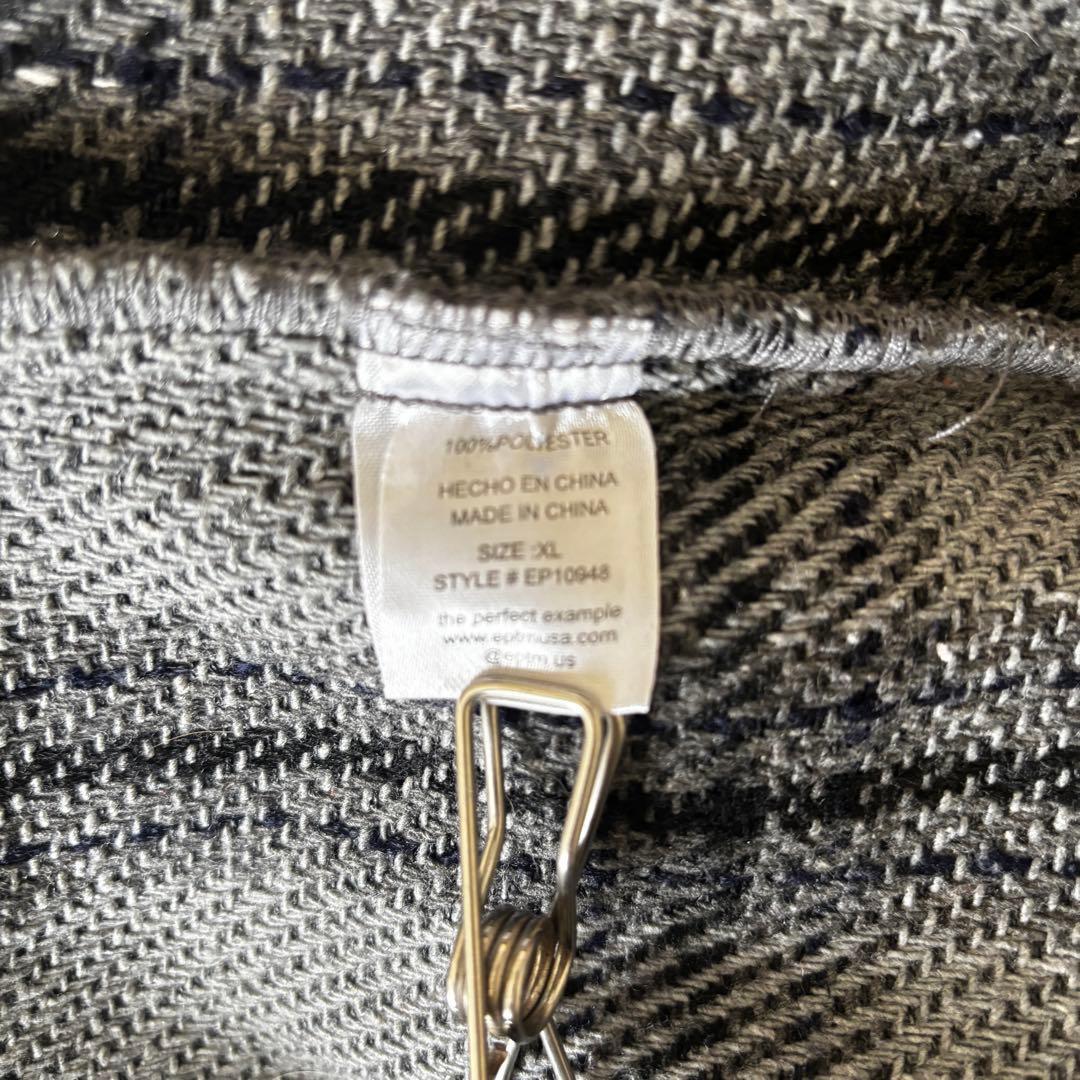 100%POLYESTER
HECHO EN CHINA
MADE IN CHINA
SIZE :XL
STYLE # EP10948
the perfect example
www.eptmusa.com
@eptm.us